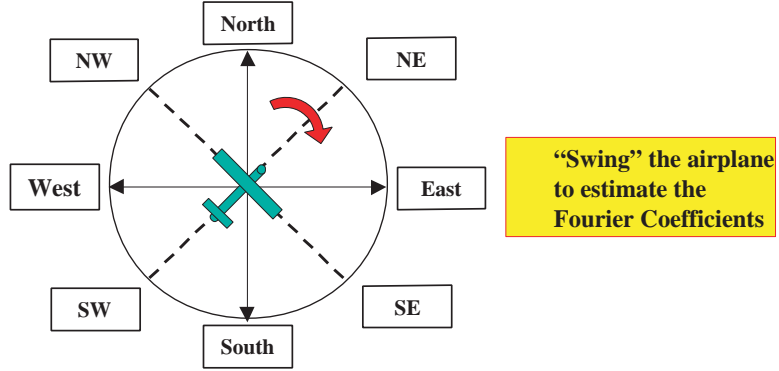 North
NW
NE
West
East
“Swing” the airplane
to estimate the
Fourier Coefficients
SW
SE
South